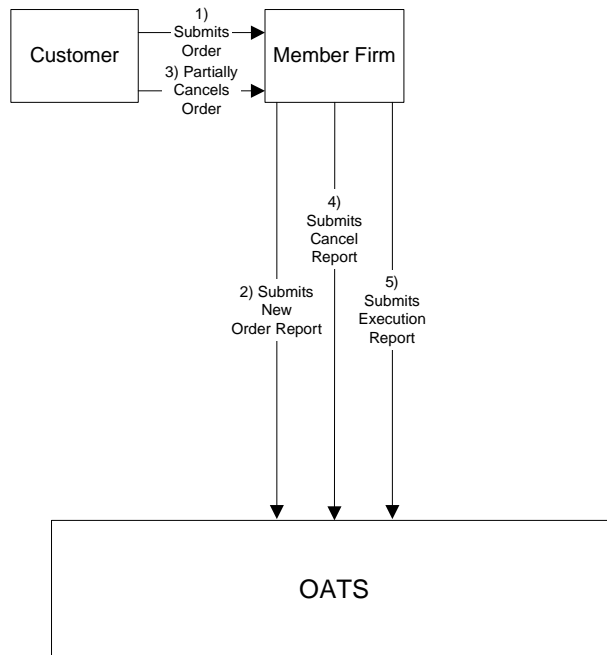 1)
Submits
Order
Customer
Member Firm
3) Partially
Cancels
Order
4)
Submits
Cancel
Report
2) Submits
New
Order Report
5)
Submits
Execution
Report
OATS